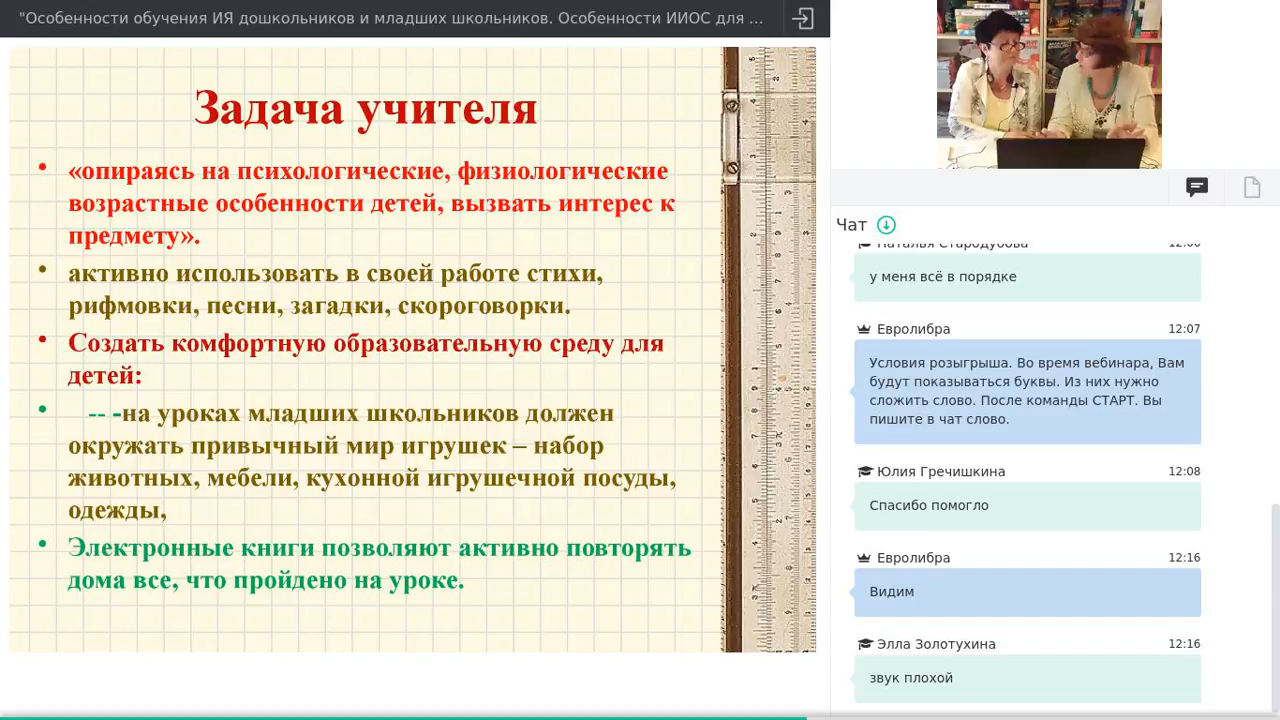 "Особенности обучения ИЯ дошкольников и младших школьников. Особенности ИИОС для ...
Задача учителя
• «опираясь на психологические, физиологические
возрастные особенности детей, вызвать интерес к
предмету».
• активно использовать в своей работе стихи,
рифмовки, песни, загадки, скороговорки.
• Создать комфортную образовательную среду для
детей:
• -- -на уроках младших школьников должен
окружать привычный мир игрушек —набор
животных, мебели, кухонной игрушечной посуды,
одежды,
• Электронные книги позволяют активно повторять
дома все, что пройдено на уроке.
Чат
Наталья Стародубова 12:06
у меня всё в порядке
Евролибра 12:07
Условия розыгрыша. Во время вебинара, Вам
будут показываться буквы. Из них нужно
сложить слово. После команды СТАРТ. Вы
пишите в чат слово.
Юлия Гречишкина 12:08
Спасибо помогло
Евролибра 12:16
Видим
Элла Золотухина 12:16
звук плохой